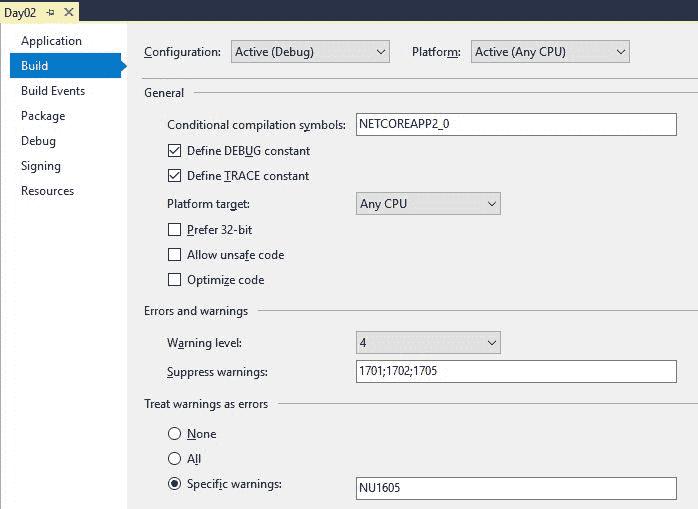 Day02
Application
Build
Build Events
Package
Debug
Signing
Resources
Configuration: Active (Debug) Platform: Active (Any CPU)
General
Conditional compilation symbols: NETCOREAPP2_0
Define DEBUG constant
Define TRACE constant
Platform target: Any CPU
Prefer 32-bit
Allow unsafe code
Optimize code
Errors and warnings
Warning level: 4
Suppress warnings: 1701;1702;1705
Treat warnings as errors
None
All
Specific warnings: NU1605